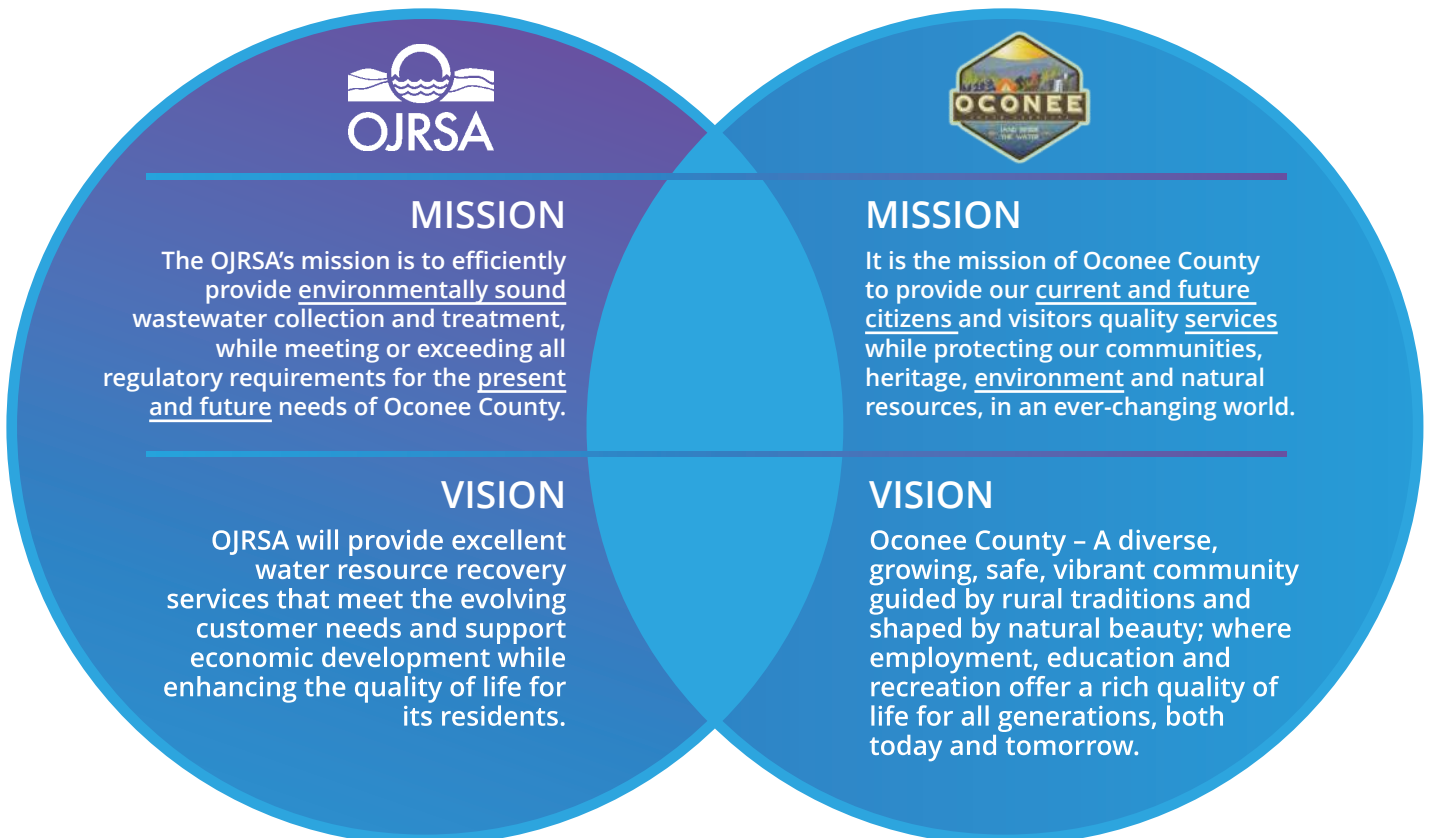 OJRSA
MISSION
The OJRSA’s mission is to efficiently
provide environmentally sound
wastewater collection and treatment,
while meeting or exceeding all
regulatory requirements for the present
and future needs of Oconee County.
VISION
OJRSA will provide excellent
water resource recovery
services that meet the evolving
customer needs and support
economic development while
enhancing the quality of life for
its residents.
OCONEE
SOUTH CAROLINA
LAND BESIDE
THE WATER
MISSION
It is the mission of Oconee County
to provide our current and future
citizens and visitors quality services
while protecting our communities,
heritage, environment and natural
resources, in an ever-changing world.
VISION
Oconee County – A diverse,
growing, safe, vibrant community
guided by rural traditions and
shaped by natural beauty; where
employment, education and
recreation offer a rich quality of
life for all generations, both
today and tomorrow.